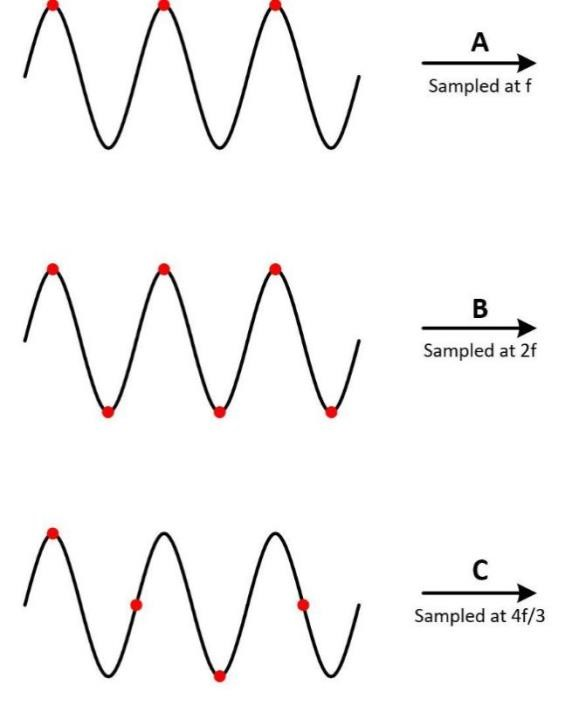 A
Sampled at f
B
Sampled at 2f
C
Sampled at 4f/3